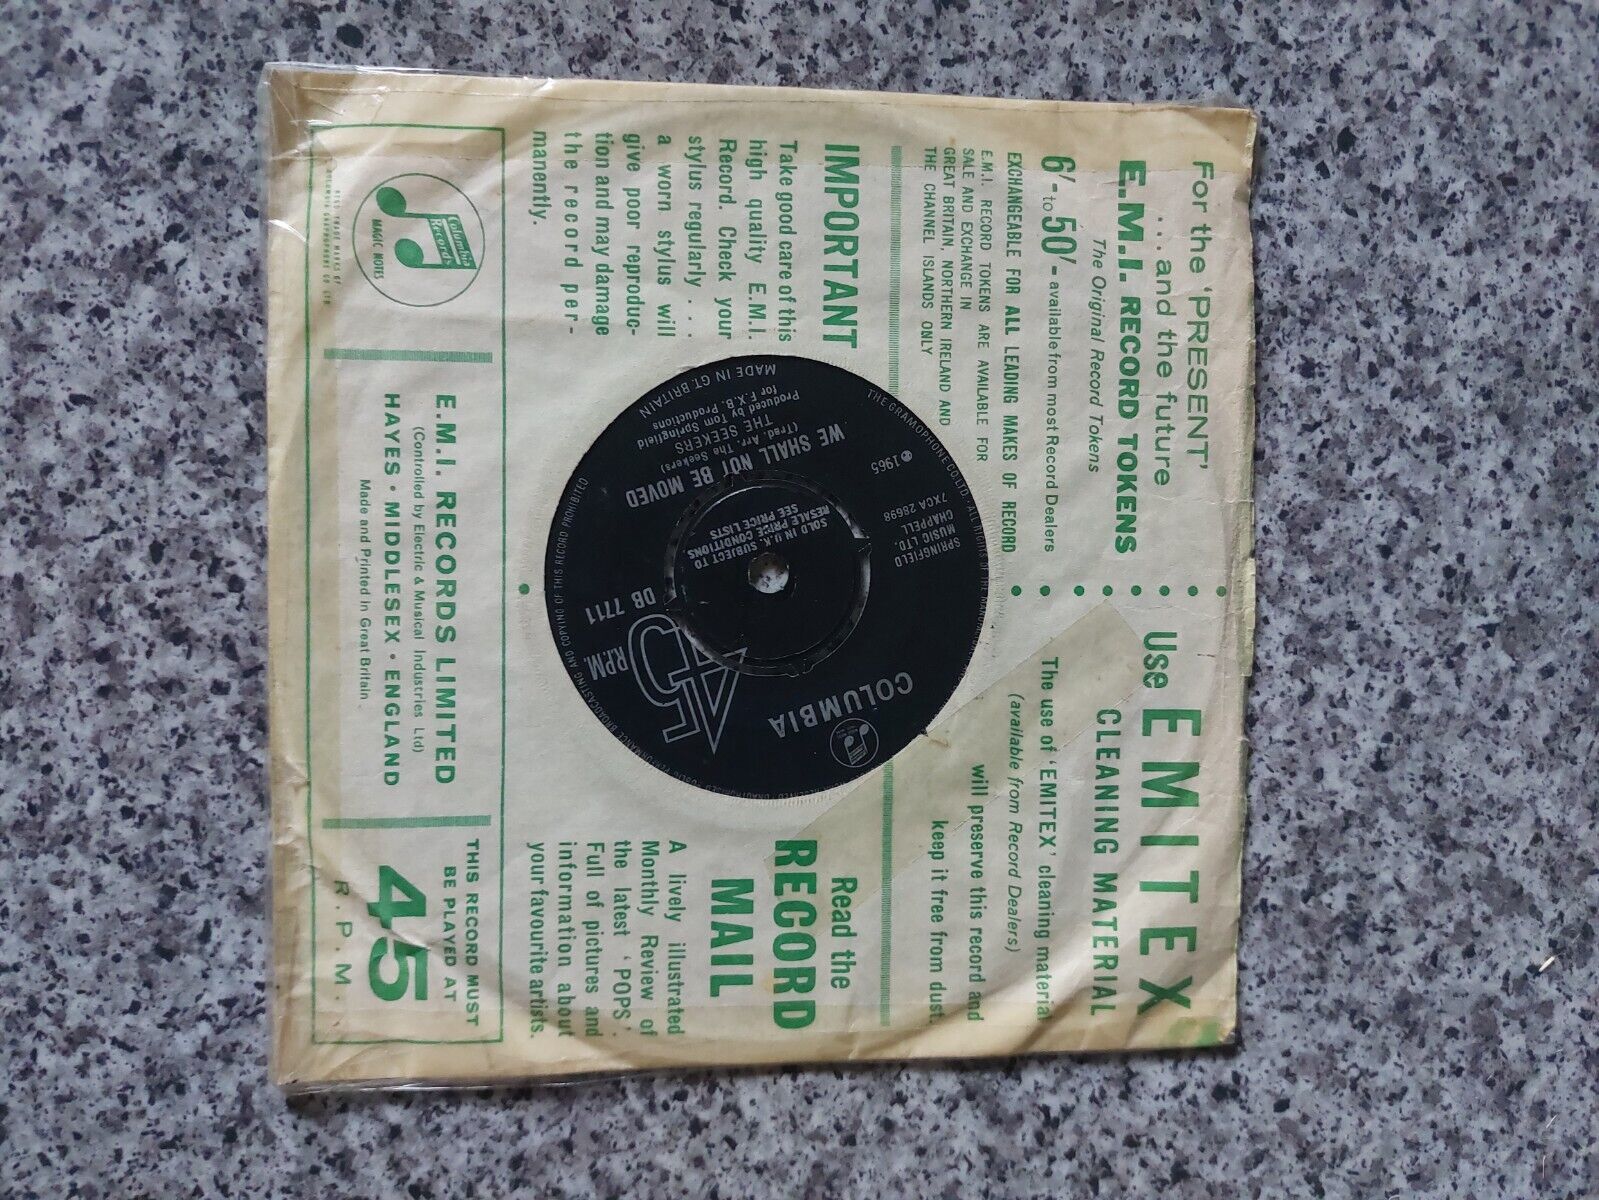 For the 'PRESENT'
...and the future
E.M.I. RECORD TOKENS
The Original Record Tokens
6/- to 50/- available from most Record Dealers
EXCHANGEABLE FOR ALL LEADING MAKES OF RECORD
E.M.I. RECORD TOKENS ARE AVAILABLE FOR
SALE AND EXCHANGE IN
GREAT BRITAIN, NORTHERN IRELAND AND
THE CHANNEL ISLANDS ONLY
Use EMITEX
CLEANING MATERIAL
The use of 'EMITEX' cleaning material
(available from Record Dealers)
will preserve this record and
keep it free from dust.
IMPORTANT
Take good care of this
high quality E.M.I.
Record. Check your
stylus regularly ...
a worn stylus will
give poor reproduc-
tion and may damage
the record per-
manently.
Read the
RECORD
MAIL
A lively illustrated
Monthly Review of
the latest 'POPS'.
Full of pictures and
information about
your favourite artists.
COLUMBIA
45
R.P.M.
DB 7711
SPRINGFIELD
CHAPPELL
MUSIC LTD.
7XCA 28698
℗ 1965
SOLD IN U.K. SUBJECT TO
RESALE PRICE CONDITIONS
SEE PRICE LISTS
WE SHALL NOT BE MOVED
(Trad. Arr. The Seekers)
THE SEEKERS
Produced by Tom Springfield
for F.X.B. Productions
MADE IN GT. BRITAIN
Columbia
Records
MAGIC NOTES
E.M.I. RECORDS LIMITED
(Controlled by Electric & Musical Industries Ltd)
HAYES • MIDDLESEX • ENGLAND
Made and Printed in Great Britain
THIS RECORD MUST
BE PLAYED AT
45
R.P.M.